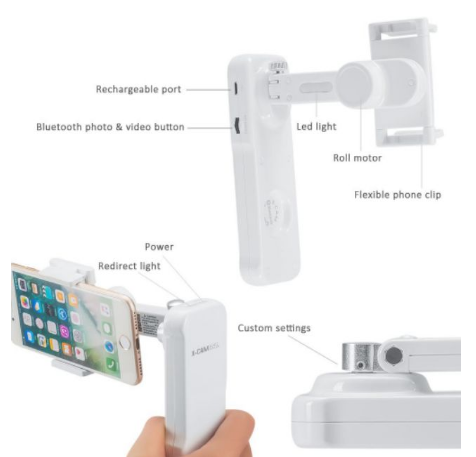 Rechargeable port
Bluetooth photo & video button
Led light
Roll motor
Flexible phone clip
Power
Redirect light
Custom settings